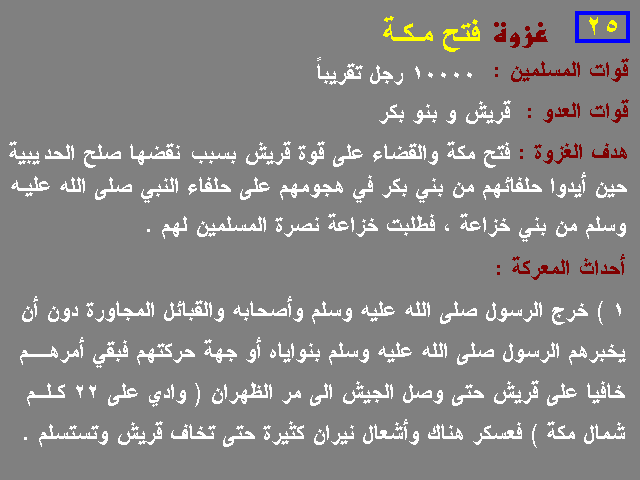 ٢٥
غزوة فتح مـكـة
قوات المسلمين : ١٠٠٠٠ رجل تقريباً
قوات العدو : قريش و بنو بكر
هدف الغزوة : فتح مكة والقضاء على قوة قريش بسبب نقضها صلح الحديبية
حين أيدوا حلفائهم من بني بكر في هجومهم على حلفاء النبي صلى الله عليـه
وسلم من بني خزاعة ، فطلبت خزاعة نصرة المسلمين لهم .
أحداث المعركة :
١ ) خرج الرسول صلى الله عليه وسلم وأصحابه والقبائل المجاورة دون أن
يخبرهم الرسول صلى الله عليه وسلم بنواياه أو جهة حركتهم فبقي أمرهـــم
خافيا على قريش حتى وصل الجيش الى مر الظهران ( وادي على ٢٢ كـلـم
شمال مكة ) فعسكر هناك وأشعال نيران كثيرة حتى تخاف قريش وتستسلم .